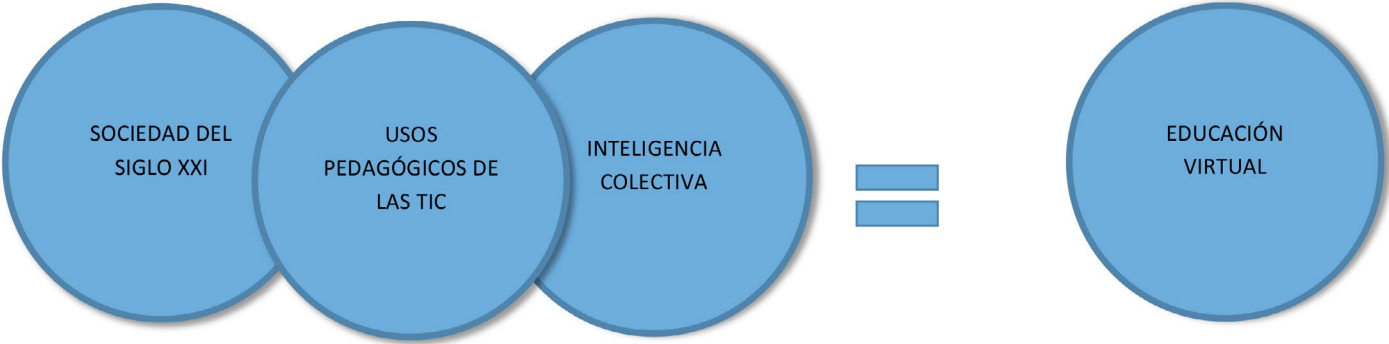 SOCIEDAD DEL
SIGLO XXI
USOS
PEDAGÓGICOS DE
LAS TIC
INTELIGENCIA
COLECTIVA
EDUCACIÓN
VIRTUAL